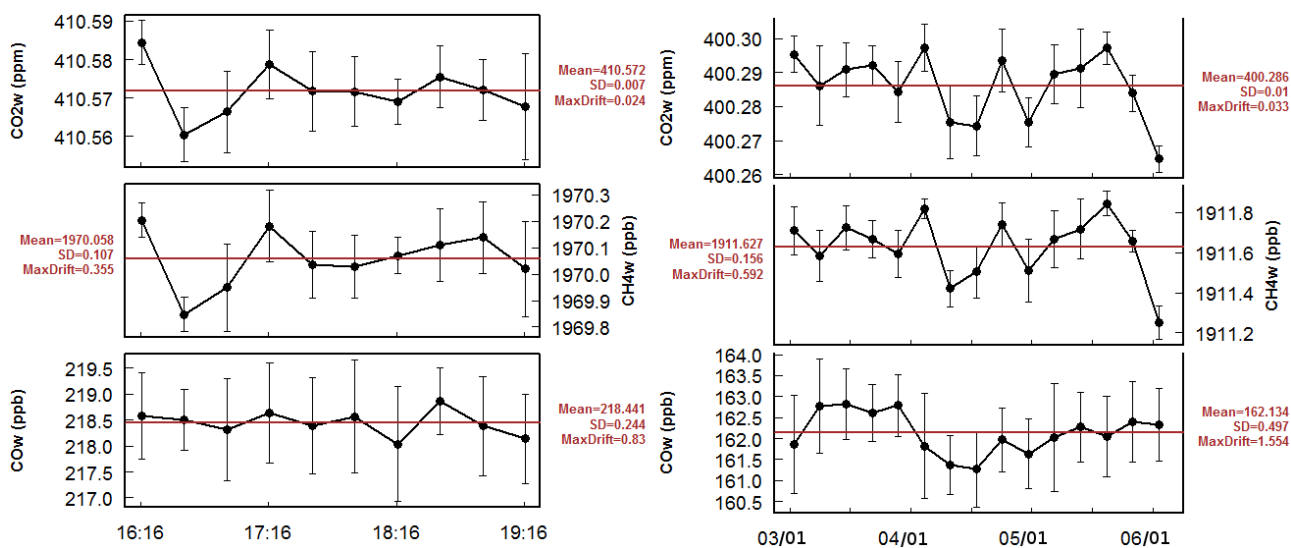 CO2w (ppm)
410.59
410.58
410.57
410.56
Mean=410.572
SD=0.007
MaxDrift=0.024
Mean=1970.058
SD=0.107
MaxDrift=0.355
1970.3
1970.2
1970.1
1970.0
1969.9
1969.8
CH4w (ppb)
COw (ppb)
219.5
219.0
218.5
218.0
217.5
217.0
Mean=218.441
SD=0.244
MaxDrift=0.83
16:16 17:16 18:16 19:16
CO2w (ppm)
400.30
400.29
400.28
400.27
400.26
Mean=400.286
SD=0.01
MaxDrift=0.033
Mean=1911.627
SD=0.156
MaxDrift=0.592
1911.8
1911.6
1911.4
1911.2
CH4w (ppb)
COw (ppb)
164.0
163.5
163.0
162.5
162.0
161.5
160.5
Mean=162.134
SD=0.497
MaxDrift=1.554
03/01 04/01 05/01 06/01